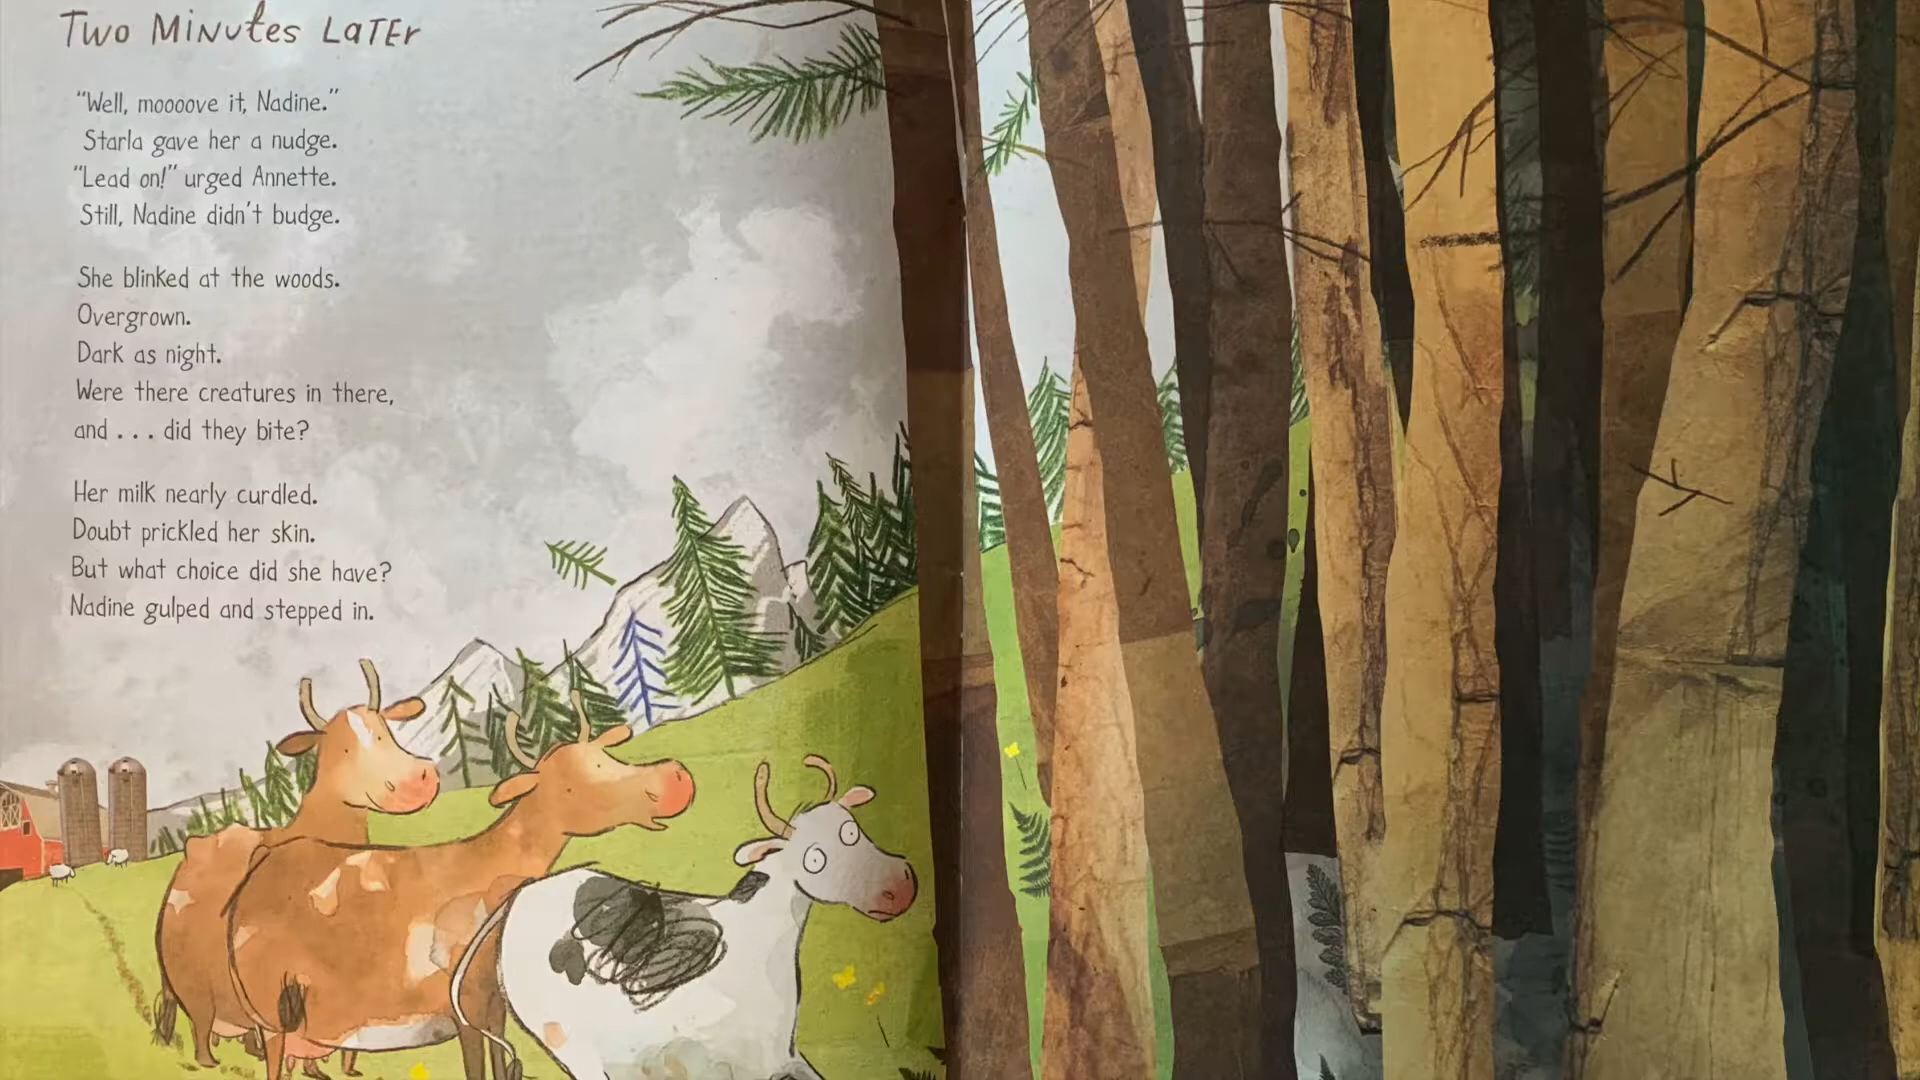 Two Minutes Later
“Well, moooove it, Nadine.”
Starla gave her a nudge.
“Lead on!” urged Annette.
Still, Nadine didn’t budge.
She blinked at the woods.
Overgrown.
Dark as night.
Were there creatures in there,
and . . . did they bite?
Her milk nearly curdled.
Doubt prickled her skin.
But what choice did she have?
Nadine gulped and stepped in.